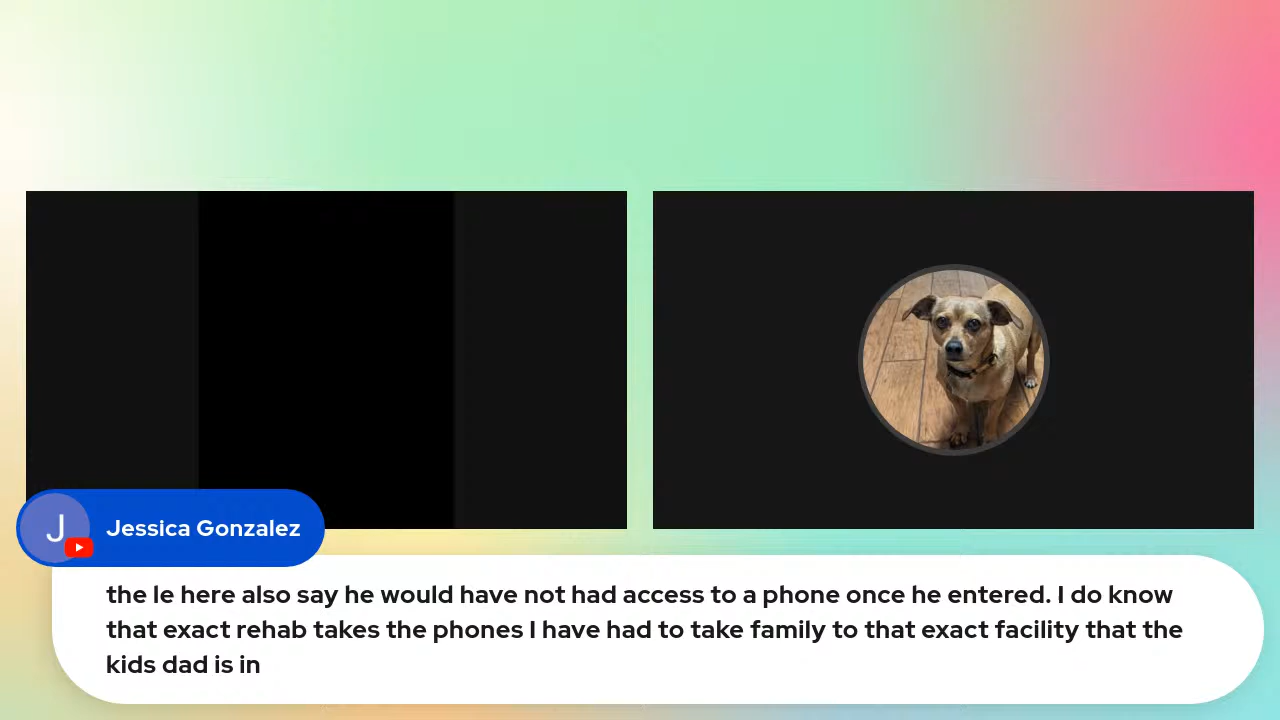 J
Jessica Gonzalez
the le here also say he would have not had access to a phone once he entered. I do know
that exact rehab takes the phones I have had to take family to that exact facility that the
kids dad is in